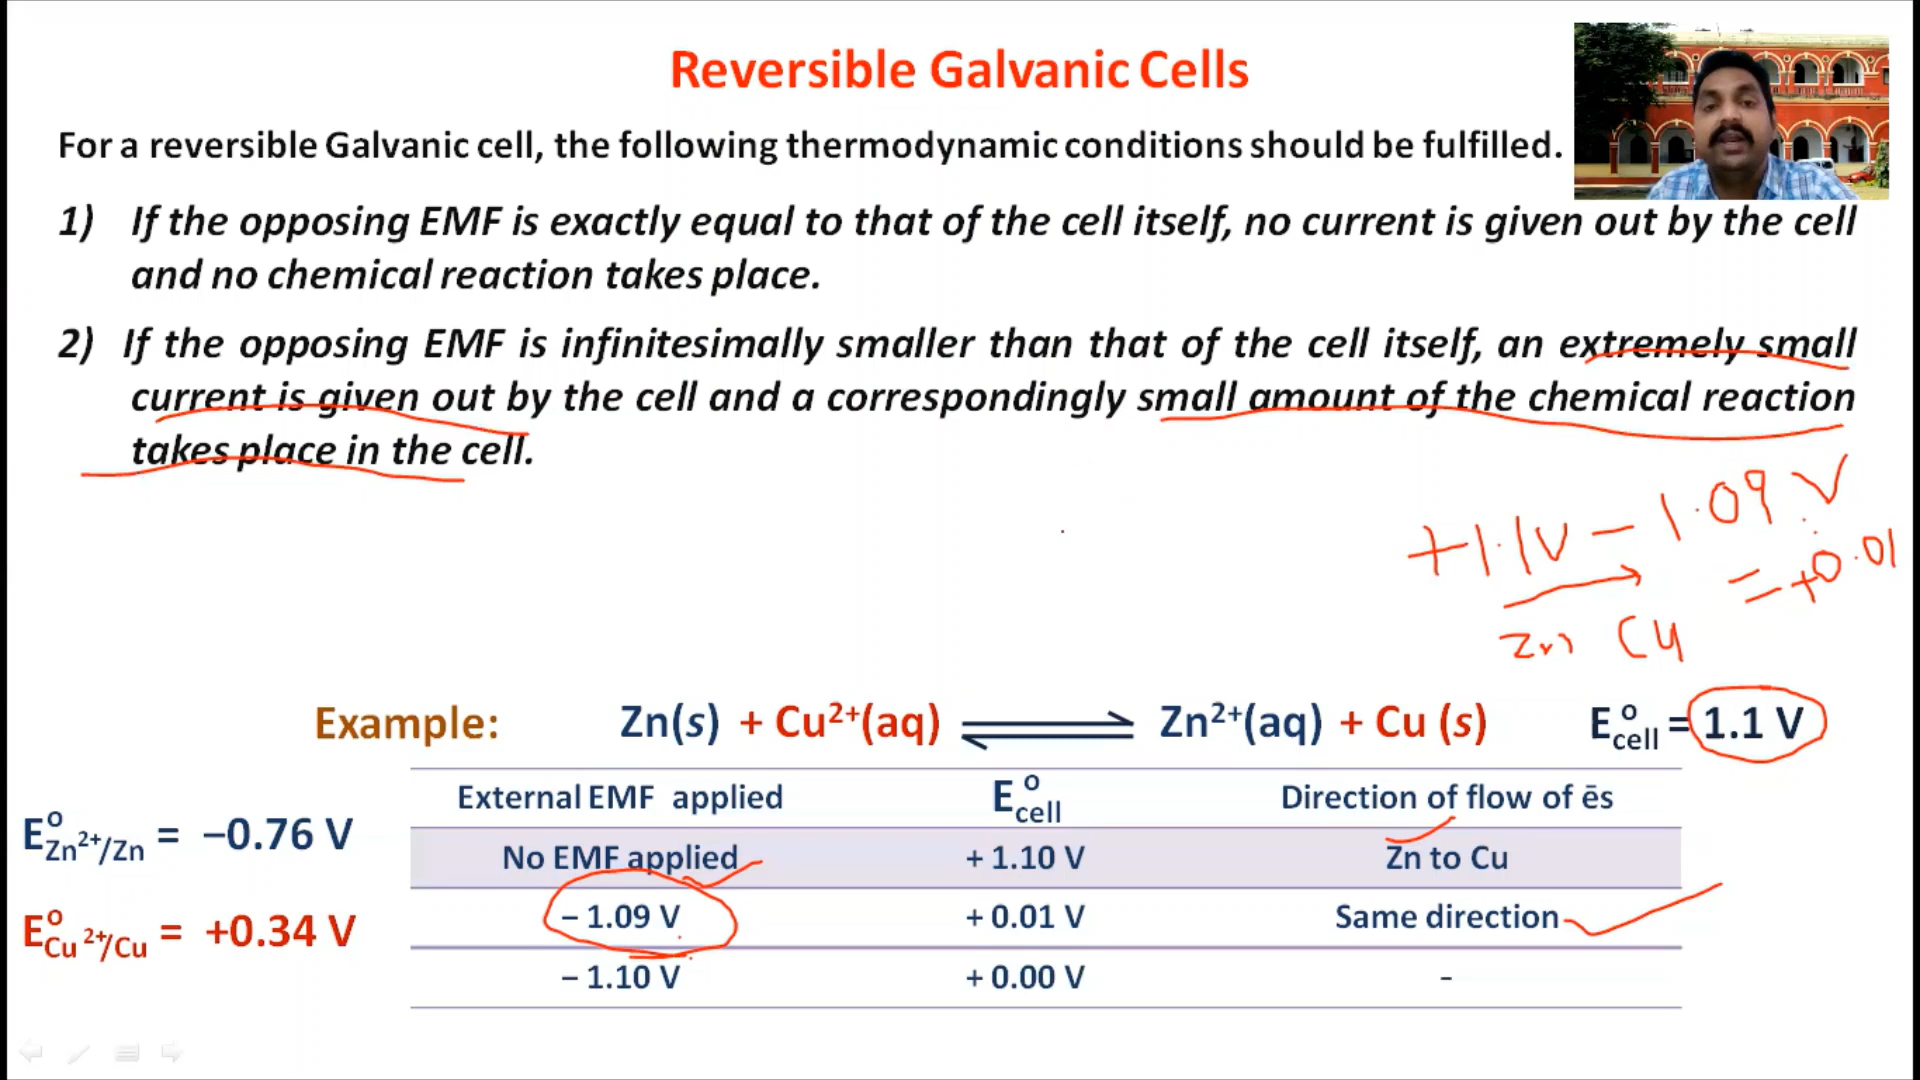 Reversible Galvanic Cells
For a reversible Galvanic cell, the following thermodynamic conditions should be fulfilled.
1) If the opposing EMF is exactly equal to that of the cell itself, no current is given out by the cell
and no chemical reaction takes place.
2) If the opposing EMF is infinitesimally smaller than that of the cell itself, an extremely small
current is given out by the cell and a correspondingly small amount of the chemical reaction
takes place in the cell.
+1.1V – 1.09 V
= +0.01
Zn Cu
Example: Zn(s) + Cu²⁺(aq) ⇌ Zn²⁺(aq) + Cu (s) E°cell = 1.1 V
External EMF applied E°cell Direction of flow of ēs
E°Zn²⁺/Zn = –0.76 V
No EMF applied + 1.10 V Zn to Cu
– 1.09 V + 0.01 V Same direction
E°Cu²⁺/Cu = +0.34 V
– 1.10 V + 0.00 V -